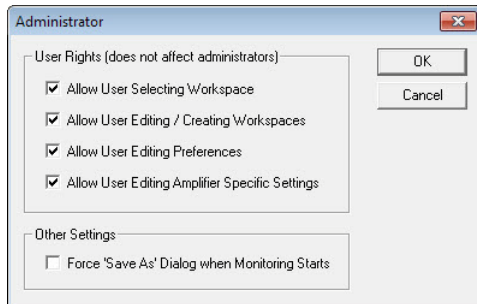 Administrator
User Rights (does not affect administrators)
Allow User Selecting Workspace
Allow User Editing / Creating Workspaces
Allow User Editing Preferences
Allow User Editing Amplifier Specific Settings
OK
Cancel
Other Settings
Force 'Save As' Dialog when Monitoring Starts